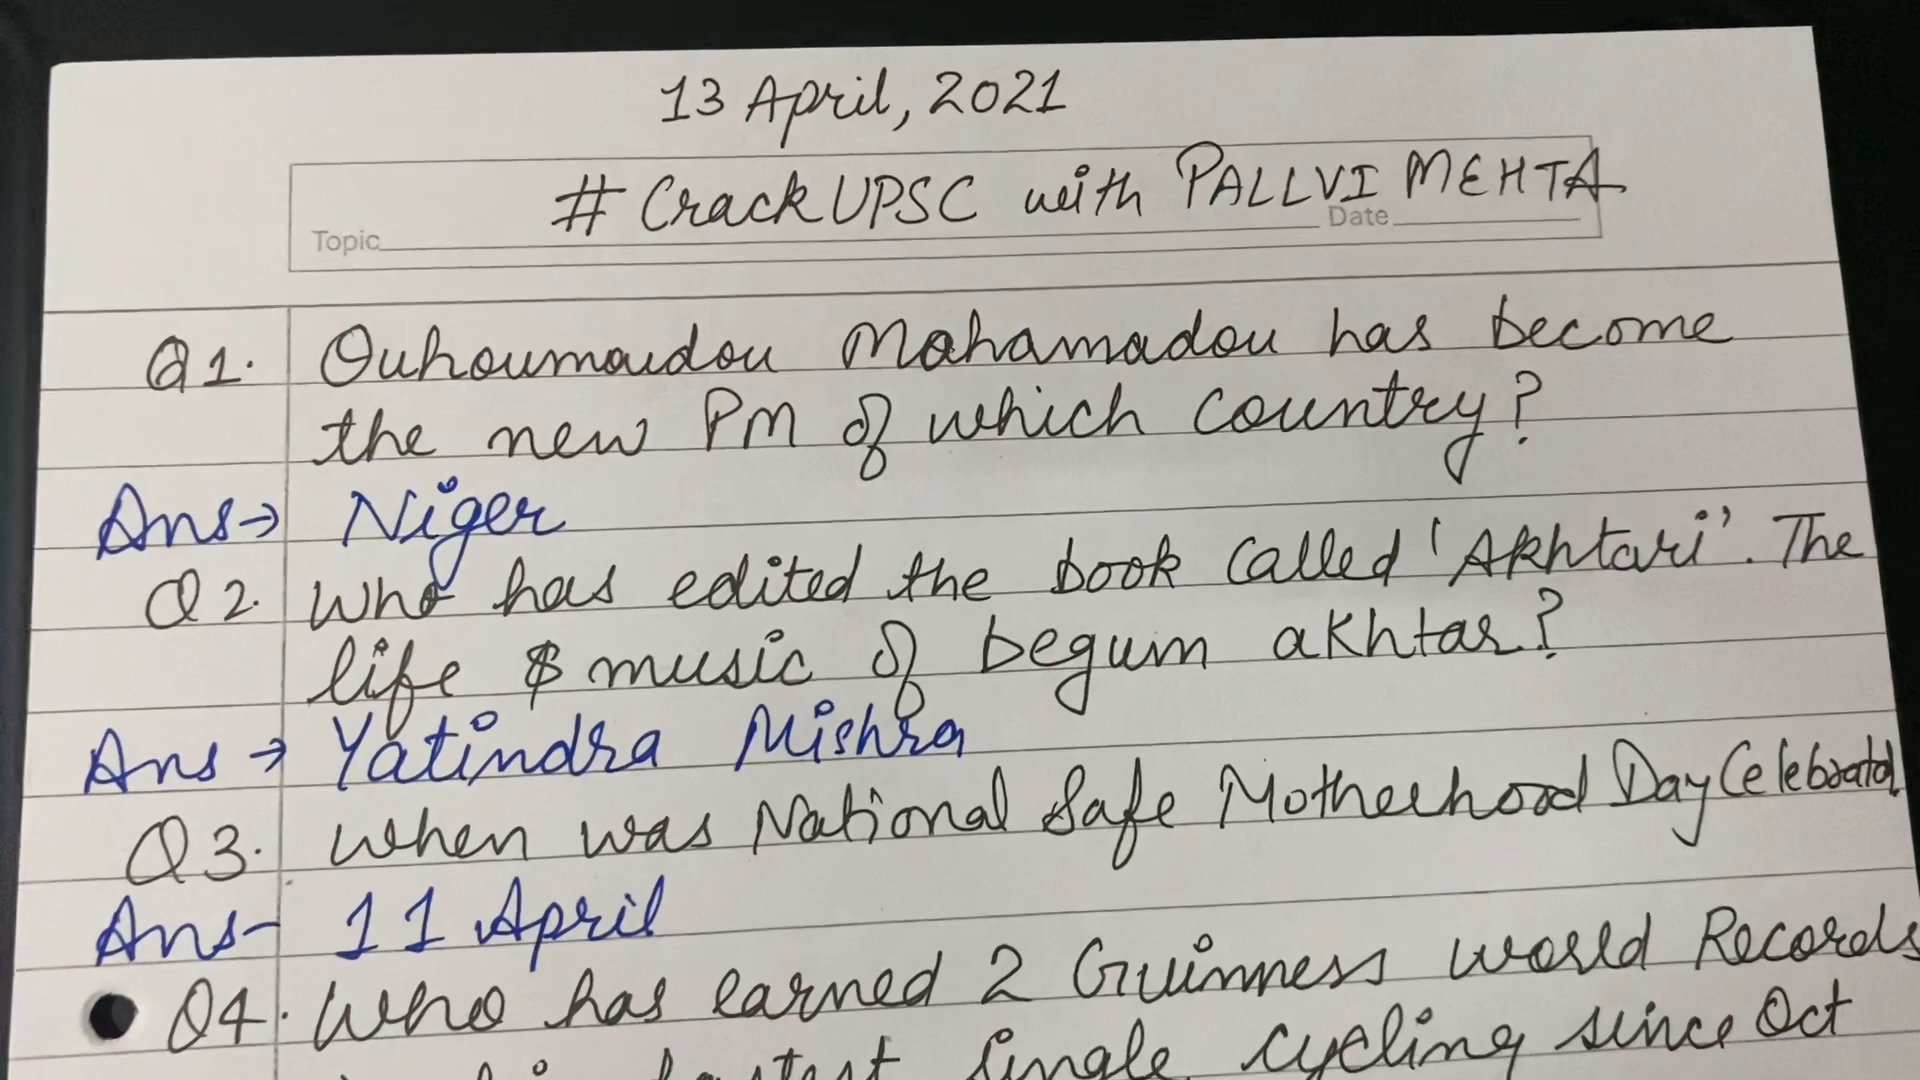 13 April, 2021
# Crack UPSC with PALLVI MEHTA
Topic Date
Q1. Ouhoumoudou Mahamadou has become
the new PM of which country?
Ans→ Niger
Q2. Who has edited the book called 'Akhtari'. The
life & music of begum akhtar?
Ans → Yatindra Mishra
Q3. When was National Safe Motherhood Day Celebrated
Ans- 11 April
Q4. Who has earned 2 Guinness world Records
single cycling since Oct